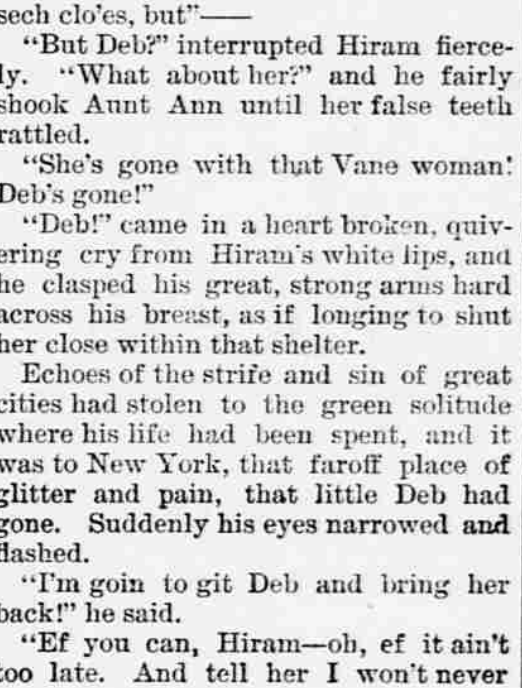 sech clo'es, but"——
"But Deb?" interrupted Hiram fierce-
ly. "What about her?" and he fairly
shook Aunt Ann until her false teeth
rattled.
"She's gone with that Vane woman!
Deb's gone!"
"Deb!" came in a heart broken, quiv-
ering cry from Hiram's white lips, and
he clasped his great, strong arms hard
across his breast, as if longing to shut
her close within that shelter.
Echoes of the strife and sin of great
cities had stolen to the green solitude
where his life had been spent, and it
was to New York, that faroff place of
glitter and pain, that little Deb had
gone. Suddenly his eyes narrowed and
flashed.
"I'm goin to git Deb and bring her
back!" he said.
"Ef you can, Hiram—oh, ef it ain't
too late. And tell her I won't never